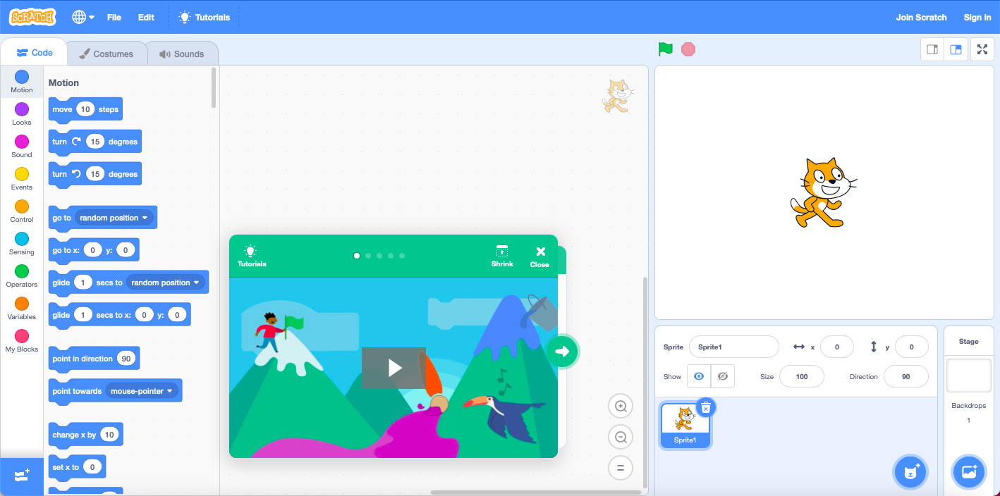 SCRATCH File Edit Tutorials Join Scratch Sign in
Code Costumes Sounds
Motion
Looks
Sound
Events
Control
Sensing
Operators
Variables
My Blocks
Motion
move 10 steps
turn 15 degrees
turn 15 degrees
go to random position
go to x: 0 y: 0
glide 1 secs to random position
glide 1 secs to x: 0 y: 0
point in direction 90
point towards mouse-pointer
change x by 10
set x to 0
Tutorials Shrink Close
Sprite Sprite1 x 0 y 0
Show Size 100 Direction 90
Sprite1
Stage
Backdrops
1